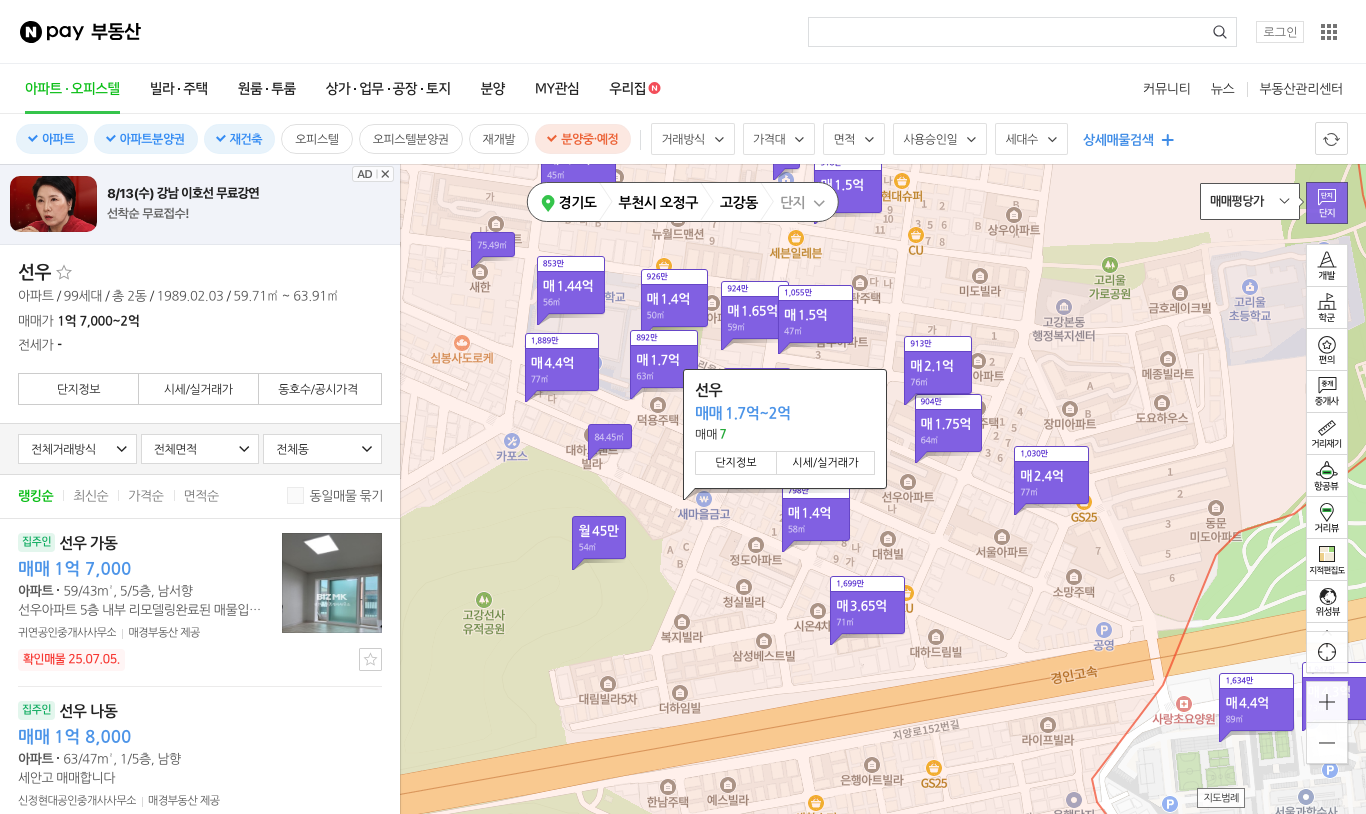 N pay 부동산
로그인
아파트·오피스텔
빌라·주택
원룸·투룸
상가·업무·공장·토지
분양
MY관심
우리집 N
커뮤니티
뉴스
부동산관리센터
아파트
아파트분양권
재건축
오피스텔
오피스텔분양권
재개발
분양중·예정
거래방식
가격대
면적
사용승인일
세대수
상세매물검색
8/13(수) 강남 이호선 무료강연
선착순 무료접수!
AD
선우
아파트 / 99세대 / 총 2동 / 1989.02.03 / 59.71㎡ ~ 63.91㎡
매매가 1억 7,000~2억
전세가 -
단지정보
시세/실거래가
동호수/공시가격
전체거래방식
전체면적
전체동
랭킹순
최신순
가격순
면적순
동일매물 묶기
집주인 선우 가동
매매 1억 7,000
아파트 · 59/43㎡, 5/5층, 남서향
선우아파트 5층 내부 리모델링완료된 매물입…
귀연공인중개사사무소
매경부동산 제공
확인매물 25.07.05.
BIZMK
집주인 선우 나동
매매 1억 8,000
아파트 · 63/47㎡, 1/5층, 남향
세안고 매매합니다
신정현대공인중개사사무소
매경부동산 제공
경기도
부천시 오정구
고강동
단지
매매평당가
단지
단지
개발
학군
편의
중개
중개사
거리재기
항공뷰
거리뷰
지적편집도
위성뷰
지도범례
45㎡
매 1.5억
현대슈퍼
뉴월드맨션
세븐일레븐
CU
상우아파트
75.49㎡
새한
853만
매 1.44억
56㎡
학교
926만
매 1.4억
50㎡
924만
매 1.65억
59㎡
1,055만
매 1.5억
47㎡
미도빌라
고리울
가로공원
금호레이크빌
고리울
초등학교
고강본동
행정복지센터
심봉사도로케
1,889만
매 4.4억
77㎡
892만
매 1.7억
63㎡
913만
매 2.1억
76㎡
메종빌라트
904만
매 1.75억
64㎡
장미아파트
도요하우스
선우
매매 1.7억~2억
매매 7
단지정보
시세/실거래가
덕용주택
카포스
84.45㎡
빌라
1,030만
매 2.4억
77㎡
GS25
선우아파트
새마을금고
798만
매 1.4억
58㎡
월 45만
54㎡
동문
미도아파트
정도아파트
대현빌
서울아파트
소망주택
고강선사
유적공원
청실빌라
복지빌라
시온4차
1,699만
매 3.65억
71㎡
공영
삼성베스트빌
대하드림빌
경인고속
대림빌라5차
더하임빌
1,634만
매 4.4억
89㎡
사랑초요양원
지양로152번길
라이프빌라
은행아트빌라
GS25
한남주택
예스빌라
서울과학수사